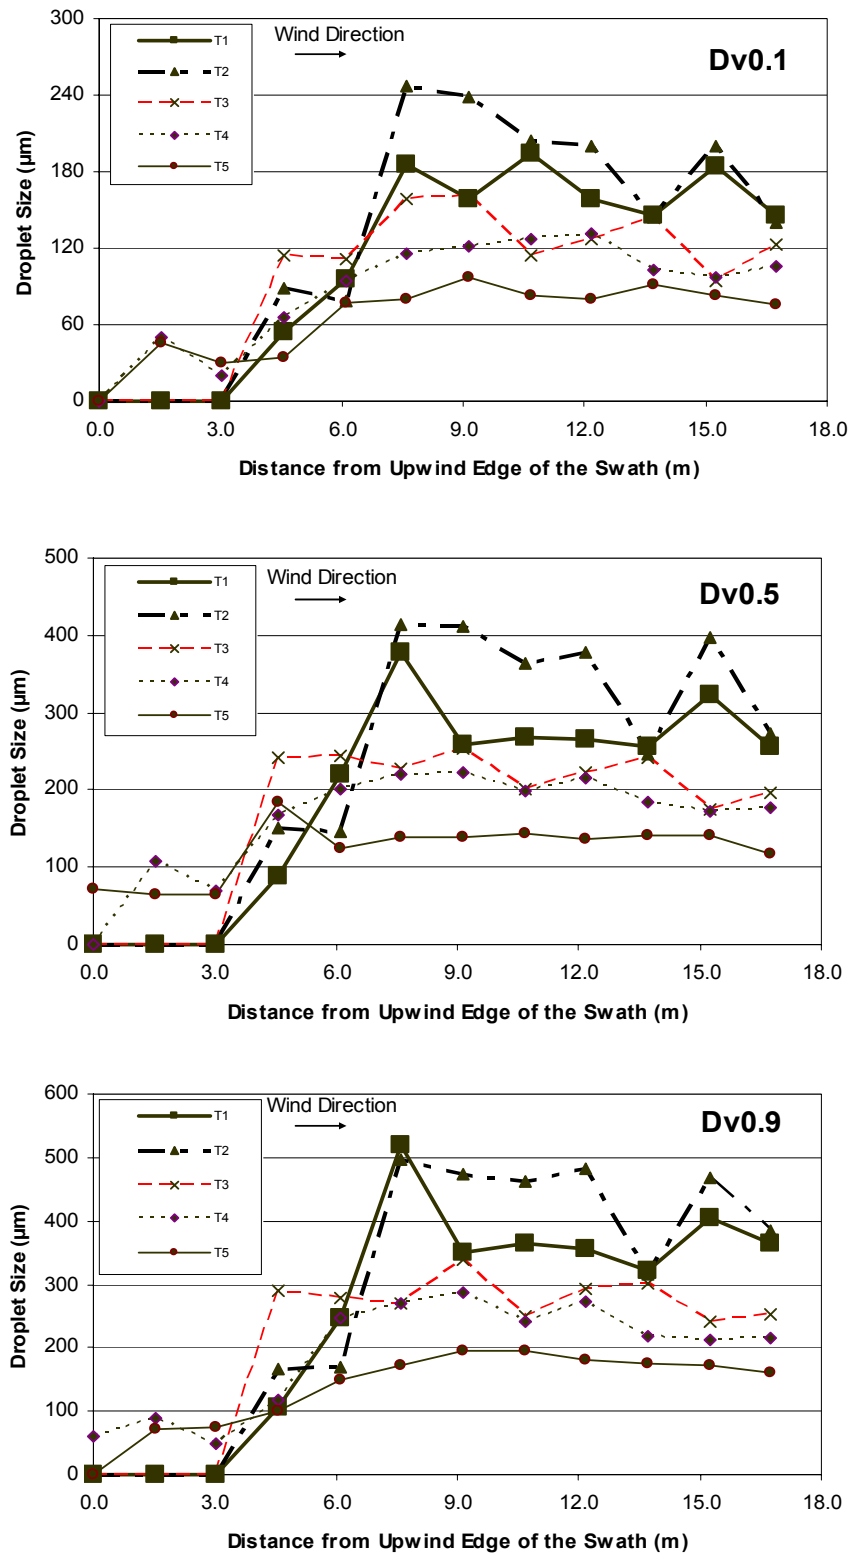 300
Wind Direction
T1
Dv0.1
T2
240
T3
T4
180
T5
120
60
0
Droplet Size (µm)
0.0 3.0 6.0 9.0 12.0 15.0 18.0
Distance from Upwind Edge of the Swath (m)
500
Wind Direction
T1
Dv0.5
T2
400
T3
T4
300
T5
200
100
0
Droplet Size (µm)
0.0 3.0 6.0 9.0 12.0 15.0 18.0
Distance from Upwind Edge of the Swath (m)
600
Wind Direction
T1
Dv0.9
T2
500
T3
T4
400
T5
300
200
100
0
Droplet Size (µm)
0.0 3.0 6.0 9.0 12.0 15.0 18.0
Distance from Upwind Edge of the Swath (m)